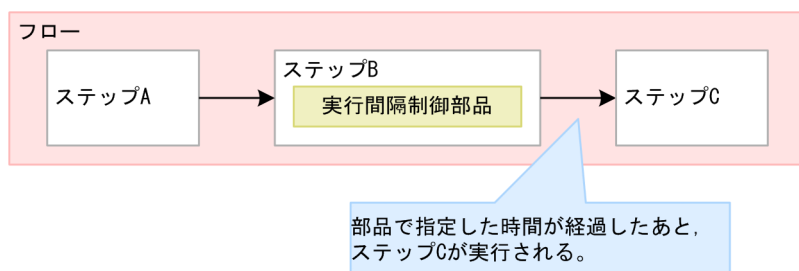 フロー
ステップA
ステップB
実行間隔制御部品
ステップC
部品で指定した時間が経過したあと,
ステップCが実行される。